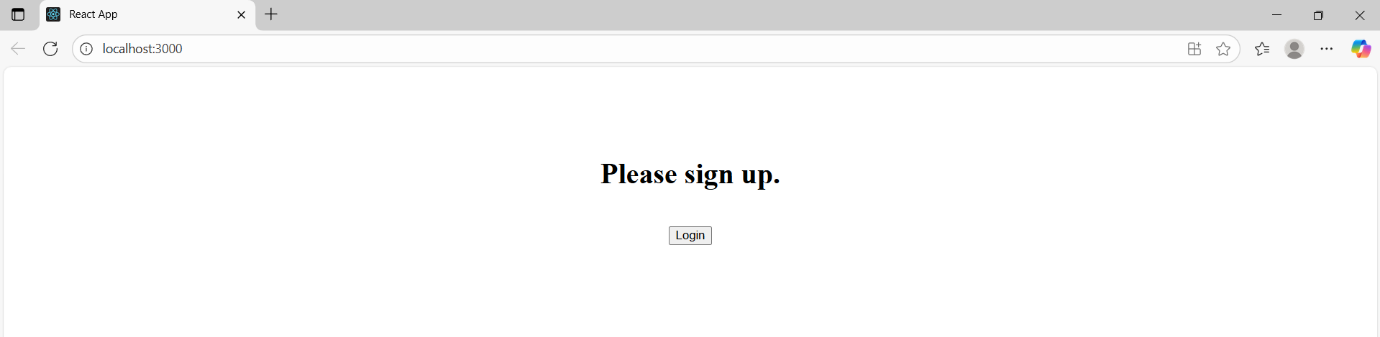 React App
localhost:3000
Please sign up.
Login